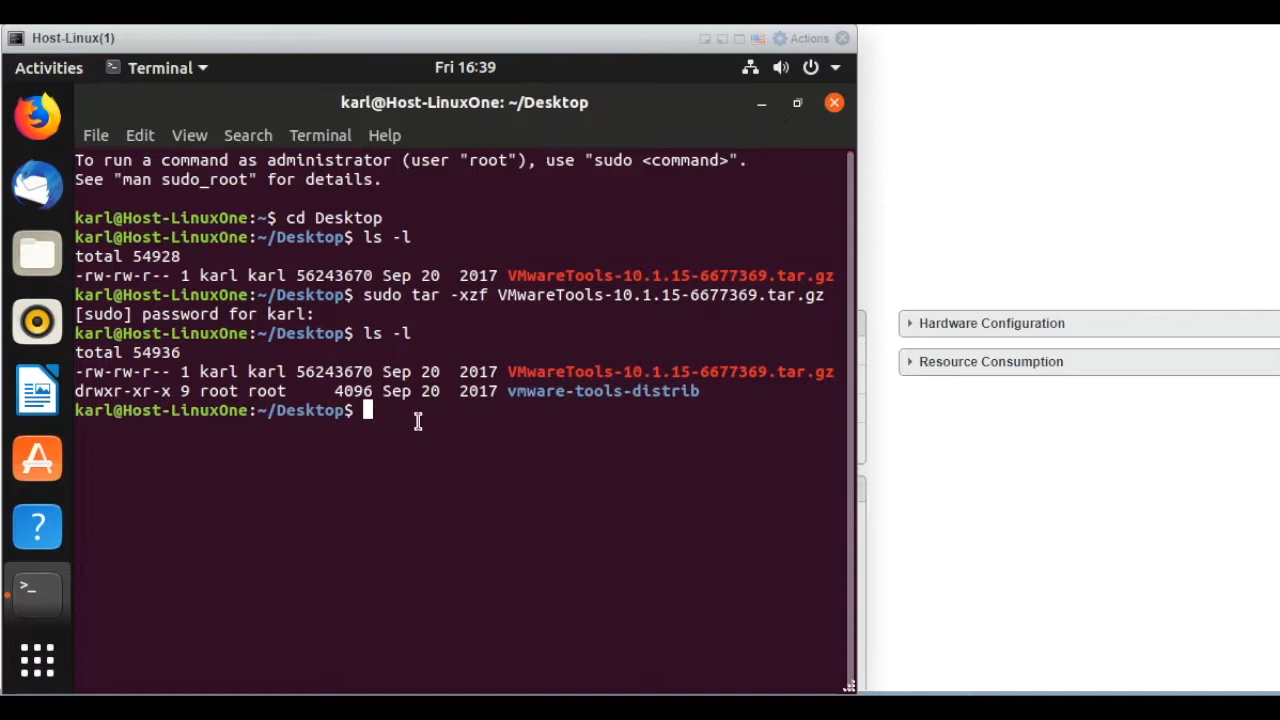 Host-Linux(1)
Actions
Activities
Terminal
Fri 16:39
karl@Host-LinuxOne: ~/Desktop
File Edit View Search Terminal Help
To run a command as administrator (user "root"), use "sudo <command>".
See "man sudo_root" for details.
karl@Host-LinuxOne:~$ cd Desktop
karl@Host-LinuxOne:~/Desktop$ ls -l
total 54928
-rw-rw-r-- 1 karl karl 56243670 Sep 20  2017 VMwareTools-10.1.15-6677369.tar.gz
karl@Host-LinuxOne:~/Desktop$ sudo tar -xzf VMwareTools-10.1.15-6677369.tar.gz
[sudo] password for karl:
karl@Host-LinuxOne:~/Desktop$ ls -l
total 54936
-rw-rw-r-- 1 karl karl 56243670 Sep 20  2017 VMwareTools-10.1.15-6677369.tar.gz
drwxr-xr-x 9 root root     4096 Sep 20  2017 vmware-tools-distrib
karl@Host-LinuxOne:~/Desktop$
Hardware Configuration
Resource Consumption